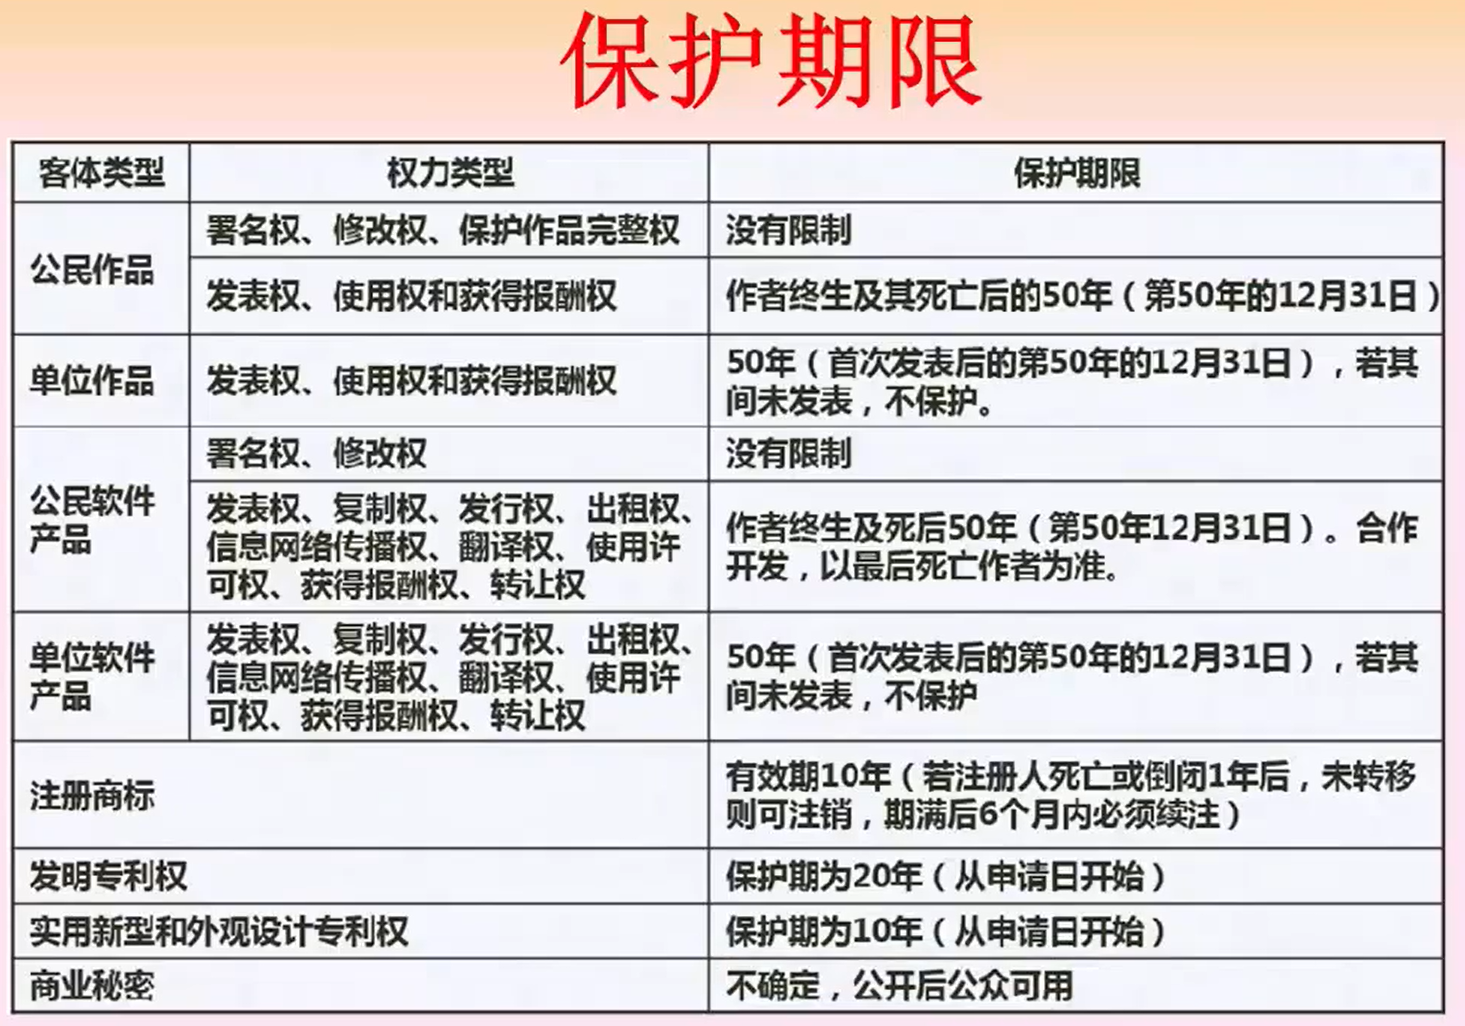 保护期限
客体类型 权力类型 保护期限
公民作品
署名权、修改权、保护作品完整权 没有限制
发表权、使用权和获得报酬权 作者终生及其死亡后的50年（第50年的12月31日）
单位作品 发表权、使用权和获得报酬权
50年（首次发表后的第50年的12月31日），若其
间未发表，不保护。
公民软件
产品
署名权、修改权 没有限制
发表权、复制权、发行权、出租权、
信息网络传播权、翻译权、使用许
可权、获得报酬权、转让权
作者终生及死后50年（第50年12月31日）。合作
开发，以最后死亡作者为准。
单位软件
产品
发表权、复制权、发行权、出租权、
信息网络传播权、翻译权、使用许
可权、获得报酬权、转让权
50年（首次发表后的第50年的12月31日），若其
间未发表，不保护
注册商标
有效期10年（若注册人死亡或倒闭1年后，未转移
则可注销，期满后6个月内必须续注）
发明专利权 保护期为20年（从申请日开始）
实用新型和外观设计专利权 保护期为10年（从申请日开始）
商业秘密 不确定，公开后公众可用